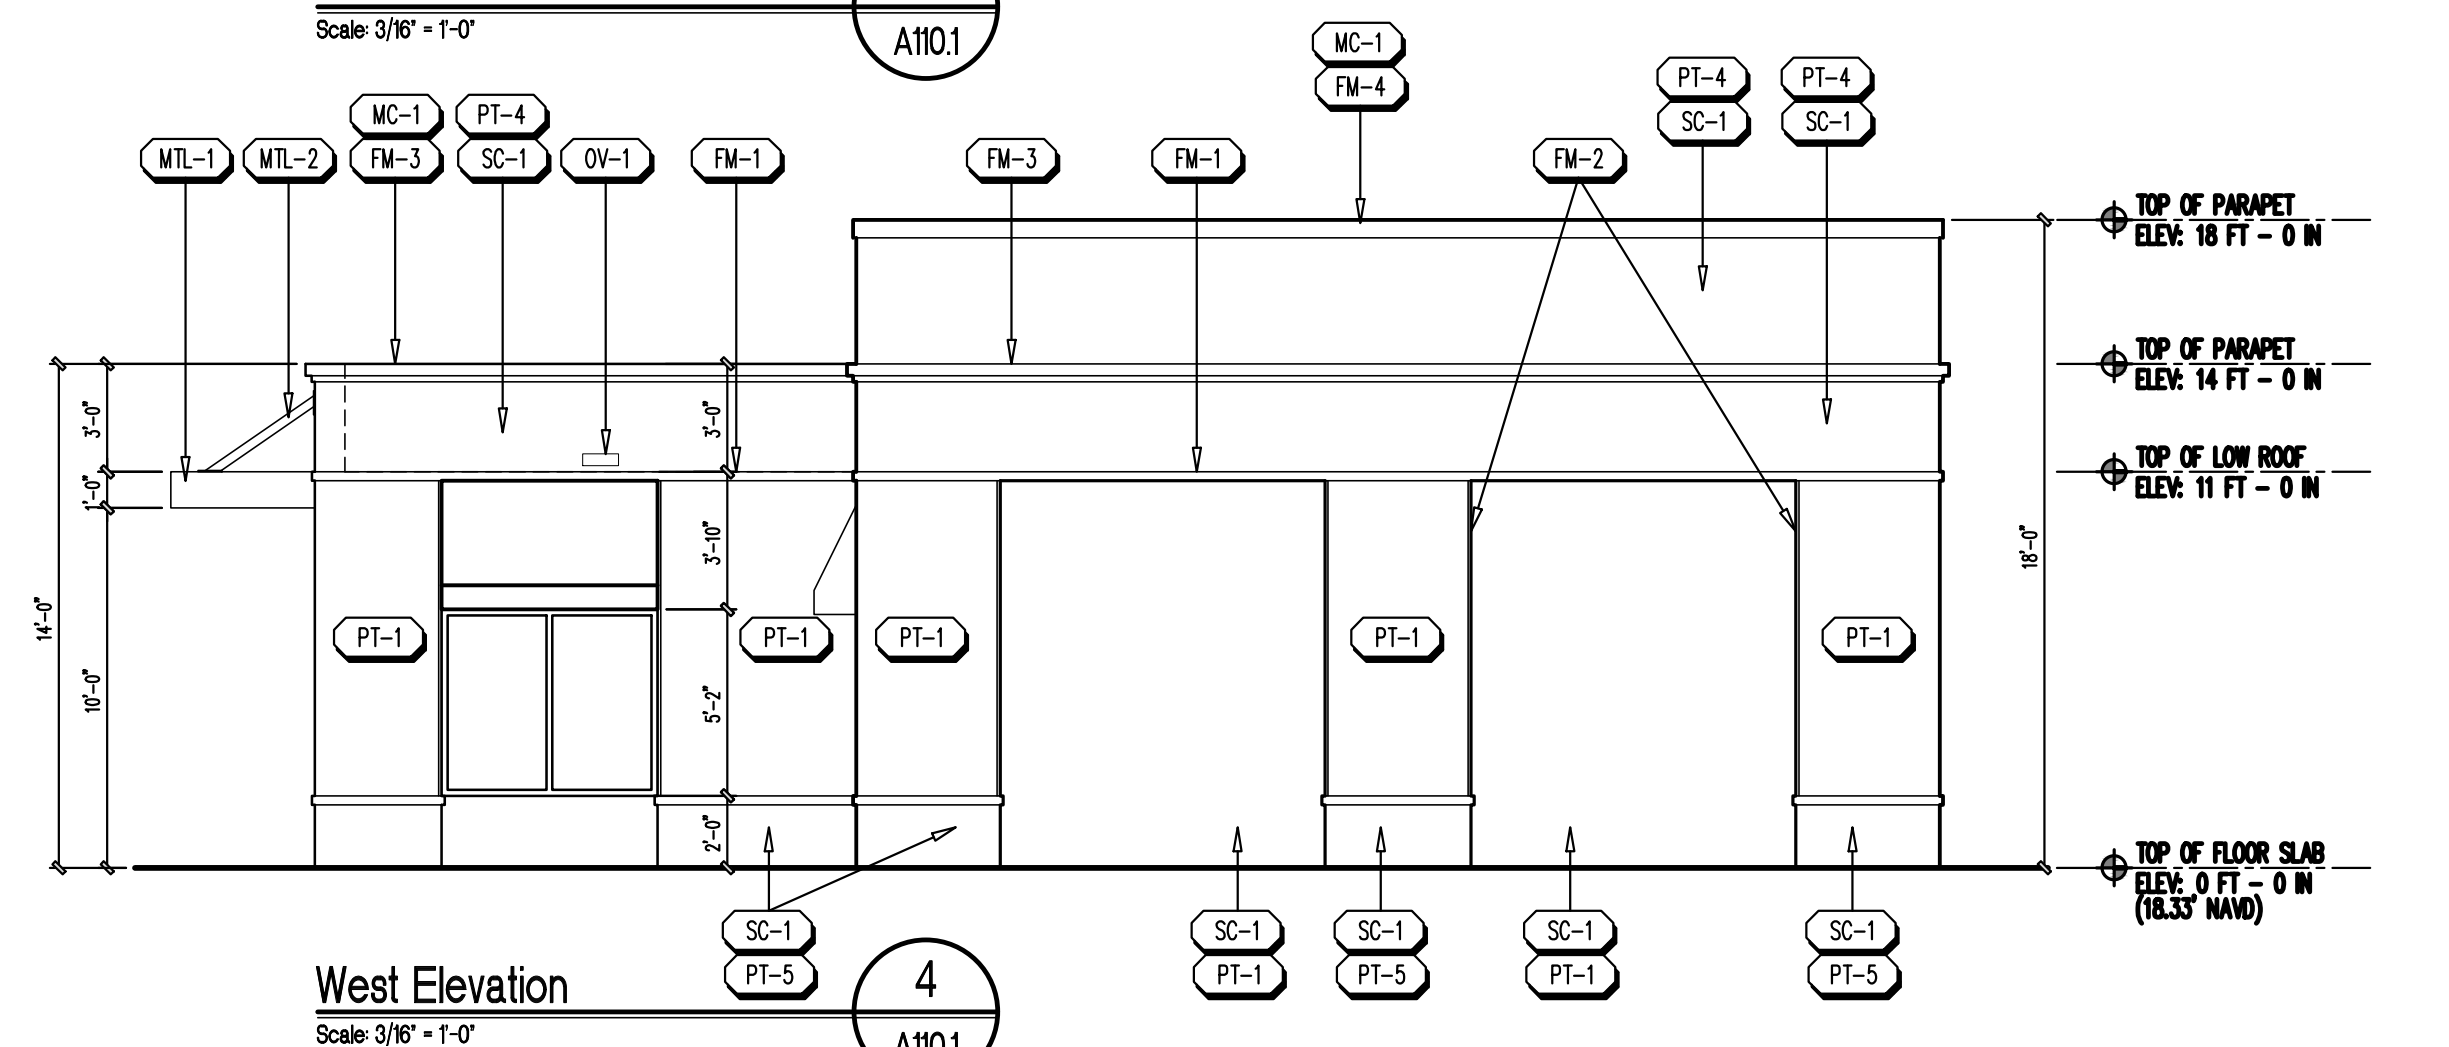 Scale: 3/16" = 1'-0"
A110.1
MC-1
FM-4
PT-4
SC-1
PT-4
SC-1
MC-1
FM-3
PT-4
SC-1
MTL-1
MTL-2
OV-1
FM-1
FM-3
FM-1
FM-2
TOP OF PARAPET
ELEV: 18 FT - 0 IN
TOP OF PARAPET
ELEV: 14 FT - 0 IN
TOP OF LOW ROOF
ELEV: 11 FT - 0 IN
3'-0"
3'-0"
1'-0"
3'-10"
18'-0"
14'-0"
PT-1
PT-1
PT-1
PT-1
PT-1
10'-0"
5'-2"
2'-0"
TOP OF FLOOR SLAB
ELEV: 0 FT - 0 IN
(18.33' NAVD)
SC-1
PT-5
SC-1
PT-1
SC-1
PT-5
SC-1
PT-1
SC-1
PT-5
West Elevation
4
Scale: 3/16" = 1'-0"
A110.1